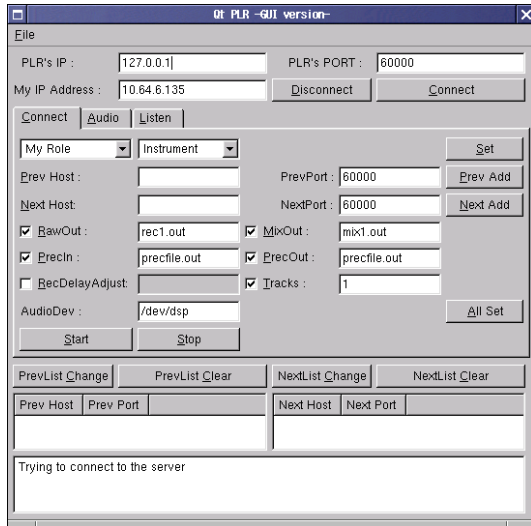 Qt PLR -GUI version-
File
PLR's IP : 127.0.0.1 PLR's PORT : 60000
My IP Address : 10.64.6.135 Disconnect Connect
Connect Audio Listen
My Role Instrument Set
Prev Host : PrevPort : 60000 Prev Add
Next Host: NextPort : 60000 Next Add
RawOut : rec1.out MixOut : mix1.out
PrecIn : precfile.out PrecOut : precfile.out
RecDelayAdjust: Tracks : 1
AudioDev : /dev/dsp All Set
Start Stop
PrevList Change PrevList Clear NextList Change NextList Clear
Prev Host Prev Port Next Host Next Port
Trying to connect to the server